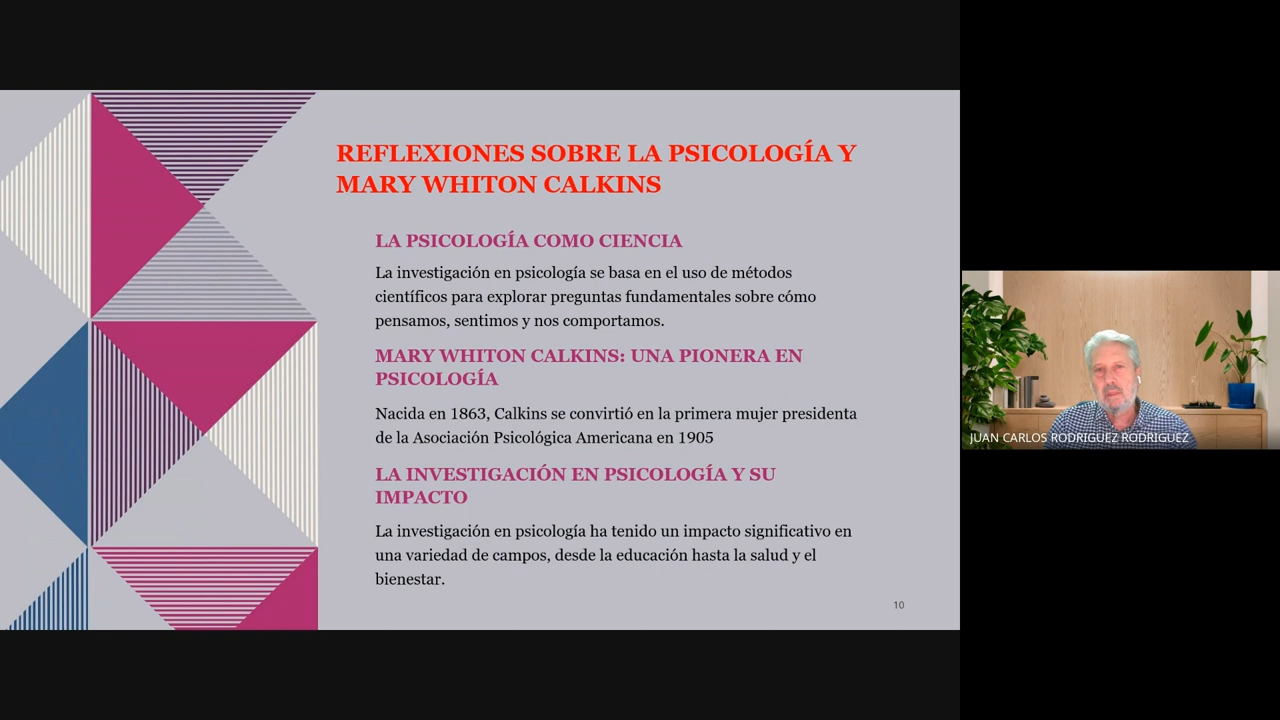 REFLEXIONES SOBRE LA PSICOLOGÍA Y
MARY WHITON CALKINS
LA PSICOLOGÍA COMO CIENCIA
La investigación en psicología se basa en el uso de métodos
científicos para explorar preguntas fundamentales sobre cómo
pensamos, sentimos y nos comportamos.
MARY WHITON CALKINS: UNA PIONERA EN
PSICOLOGÍA
Nacida en 1863, Calkins se convirtió en la primera mujer presidenta
de la Asociación Psicológica Americana en 1905
LA INVESTIGACIÓN EN PSICOLOGÍA Y SU
IMPACTO
La investigación en psicología ha tenido un impacto significativo en
una variedad de campos, desde la educación hasta la salud y el
bienestar.
10
JUAN CARLOS RODRIGUEZ RODRIGUEZ